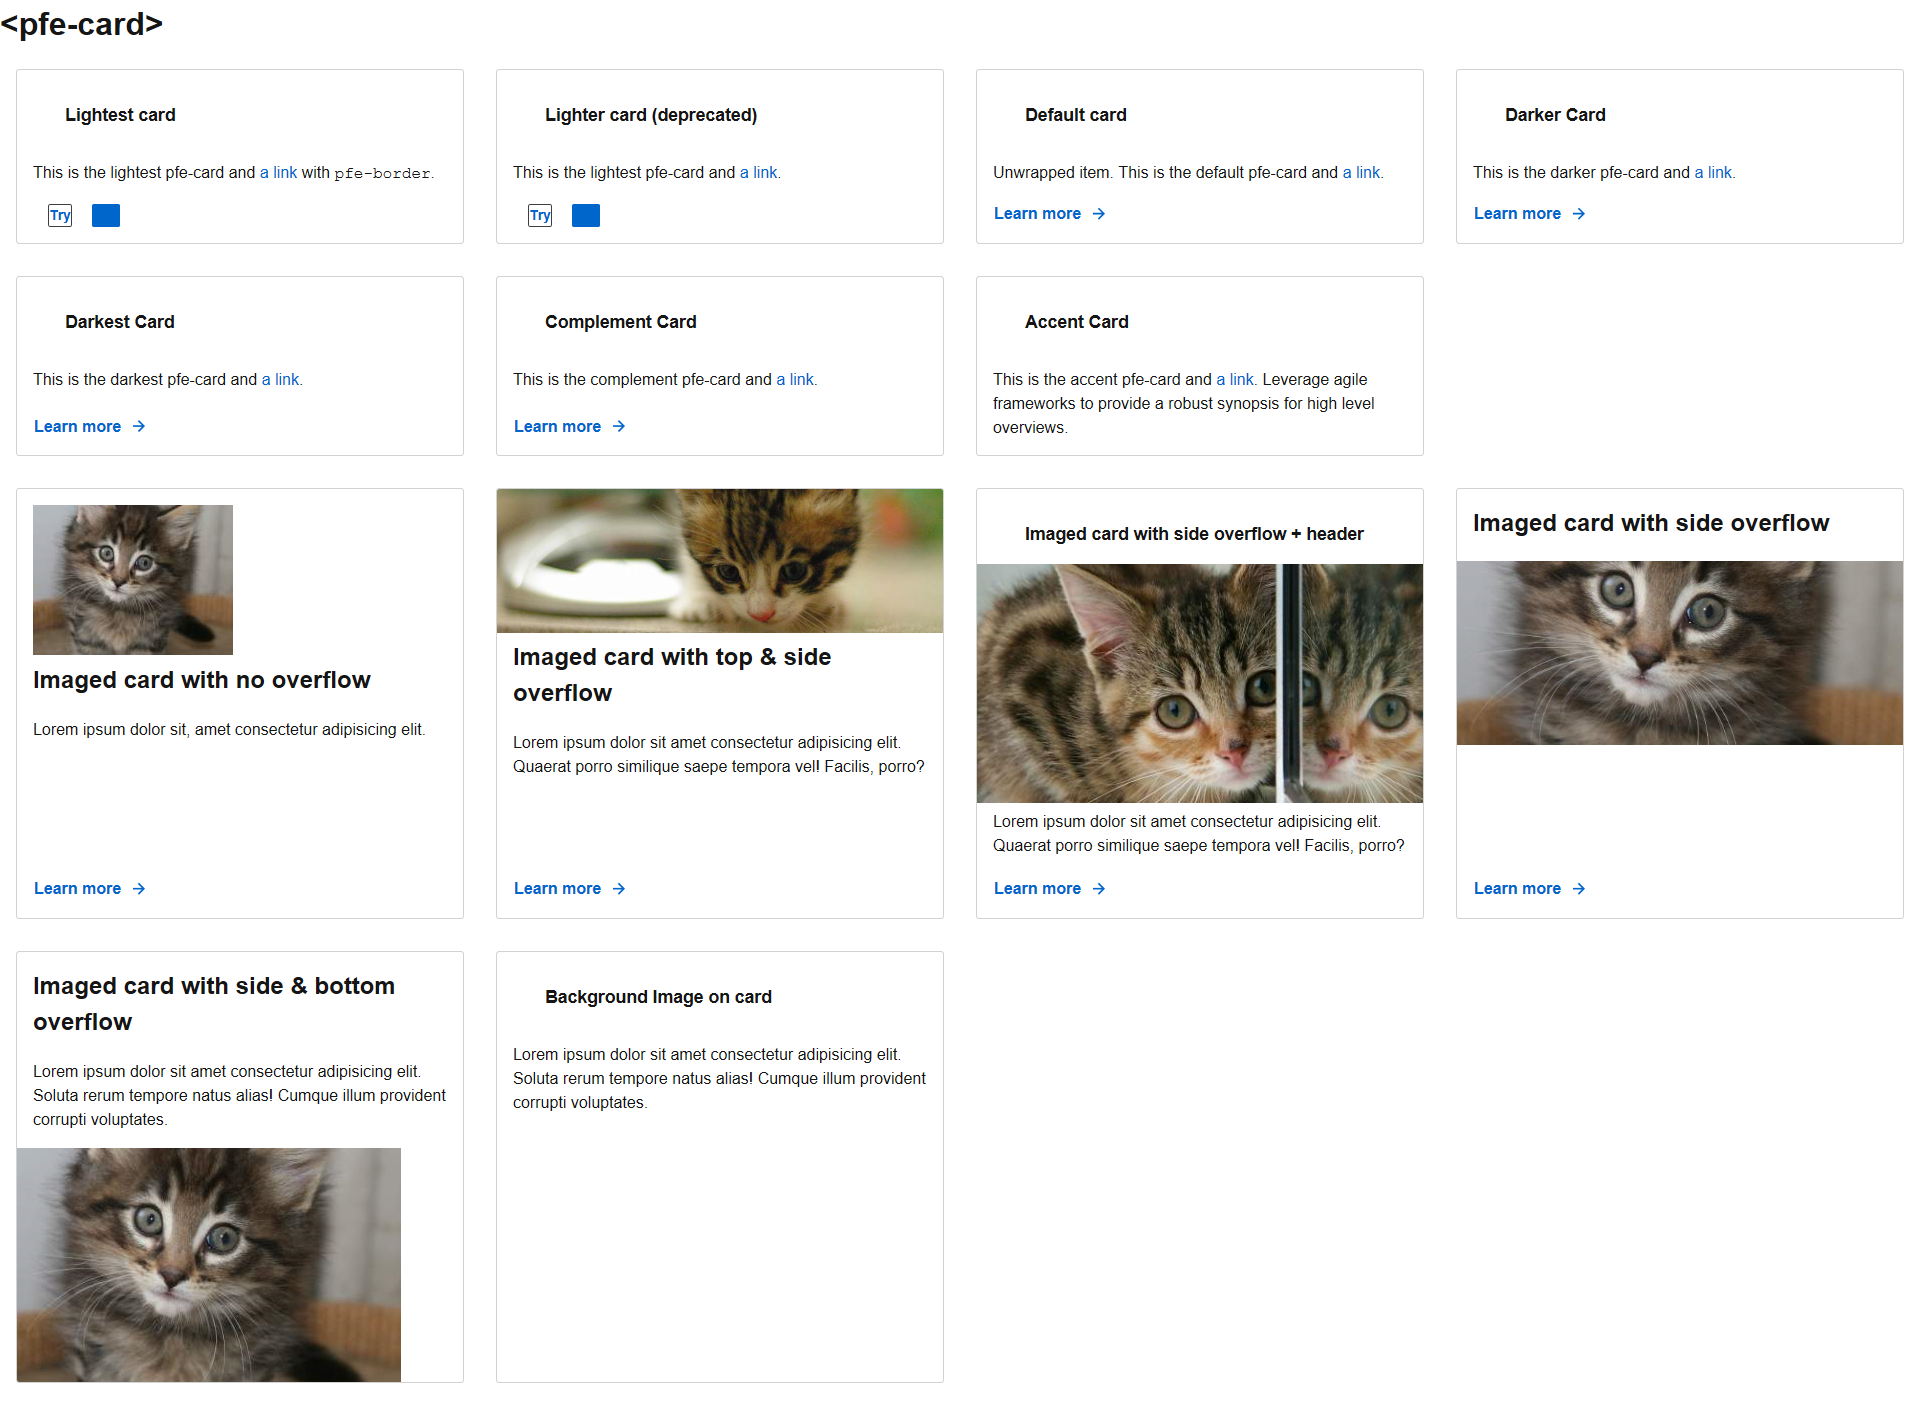 <pfe-card>
Lightest card
This is the lightest pfe-card and a link with pfe-border.
Try
Lighter card (deprecated)
This is the lightest pfe-card and a link.
Try
Default card
Unwrapped item. This is the default pfe-card and a link.
Learn more
Darker Card
This is the darker pfe-card and a link.
Learn more
Darkest Card
This is the darkest pfe-card and a link.
Learn more
Complement Card
This is the complement pfe-card and a link.
Learn more
Accent Card
This is the accent pfe-card and a link. Leverage agile
frameworks to provide a robust synopsis for high level
overviews.
Imaged card with no overflow
Lorem ipsum dolor sit, amet consectetur adipisicing elit.
Learn more
Imaged card with top & side
overflow
Lorem ipsum dolor sit amet consectetur adipisicing elit.
Quaerat porro similique saepe tempora vel! Facilis, porro?
Learn more
Imaged card with side overflow + header
Lorem ipsum dolor sit amet consectetur adipisicing elit.
Quaerat porro similique saepe tempora vel! Facilis, porro?
Learn more
Imaged card with side overflow
Learn more
Imaged card with side & bottom
overflow
Lorem ipsum dolor sit amet consectetur adipisicing elit.
Soluta rerum tempore natus alias! Cumque illum provident
corrupti voluptates.
Background Image on card
Lorem ipsum dolor sit amet consectetur adipisicing elit.
Soluta rerum tempore natus alias! Cumque illum provident
corrupti voluptates.